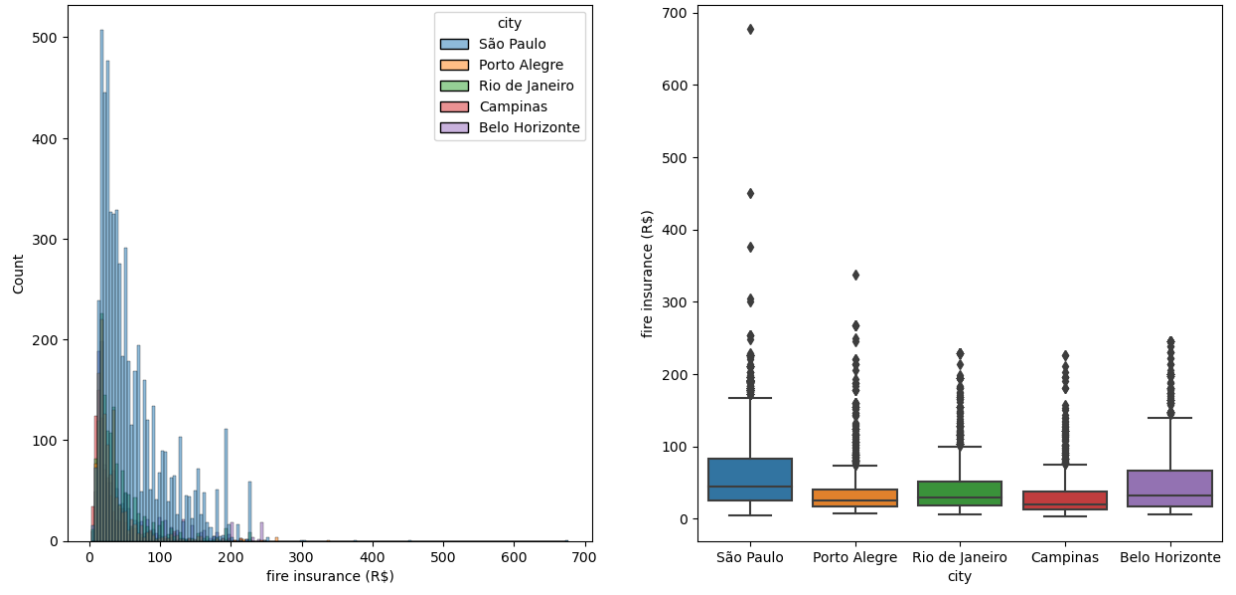 city
São Paulo
Porto Alegre
Rio de Janeiro
Campinas
Belo Horizonte
500
400
300
200
100
0
Count
0 100 200 300 400 500 600 700
fire insurance (R$)
700
600
500
400
300
200
100
0
fire insurance (R$)
São Paulo Porto Alegre Rio de Janeiro Campinas Belo Horizonte
city